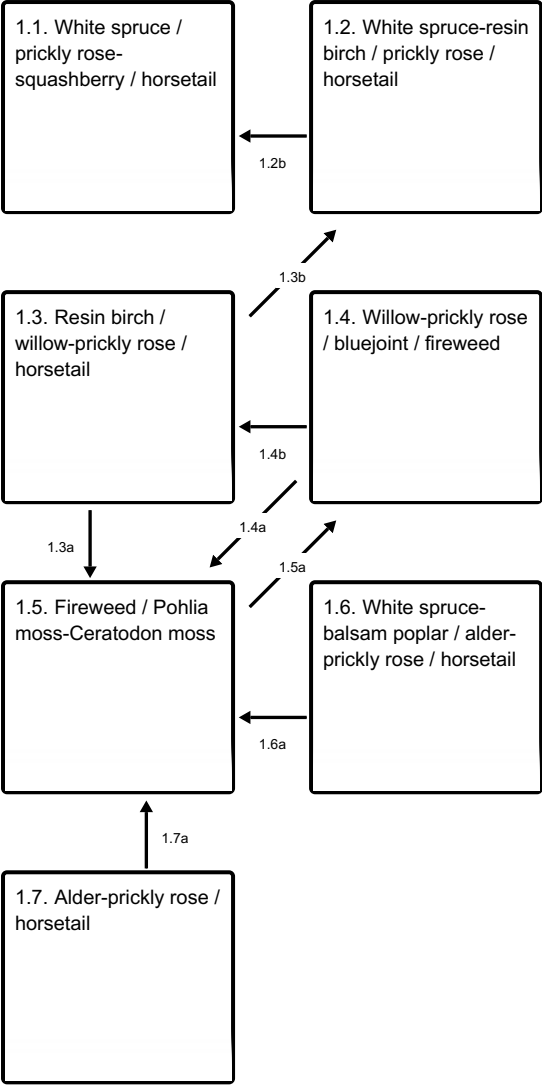 1.1. White spruce /
prickly rose-
squashberry / horsetail
1.2. White spruce-resin
birch / prickly rose /
horsetail
1.2b
1.3b
1.3. Resin birch /
willow-prickly rose /
horsetail
1.4. Willow-prickly rose
/ bluejoint / fireweed
1.4b
1.4a
1.3a
1.5a
1.5. Fireweed / Pohlia
moss-Ceratodon moss
1.6. White spruce-
balsam poplar / alder-
prickly rose / horsetail
1.6a
1.7a
1.7. Alder-prickly rose /
horsetail